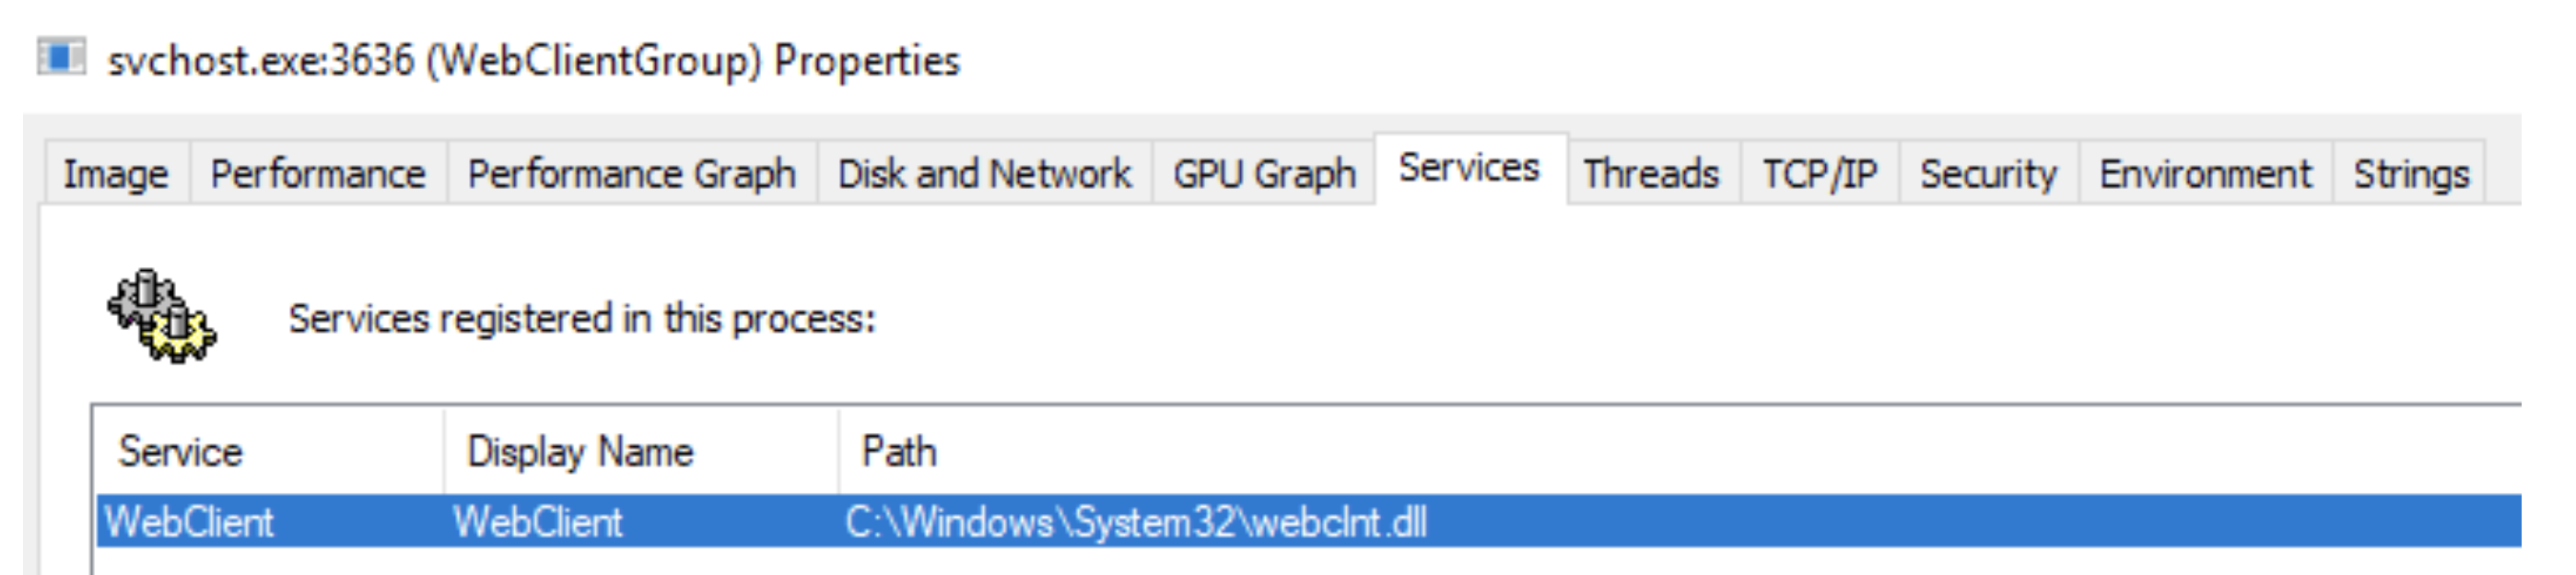 svchost.exe:3636 (WebClientGroup) Properties
Image Performance Performance Graph Disk and Network GPU Graph Services Threads TCP/IP Security Environment Strings
Services registered in this process:
Service Display Name Path
WebClient WebClient C:\Windows\System32\webclnt.dll